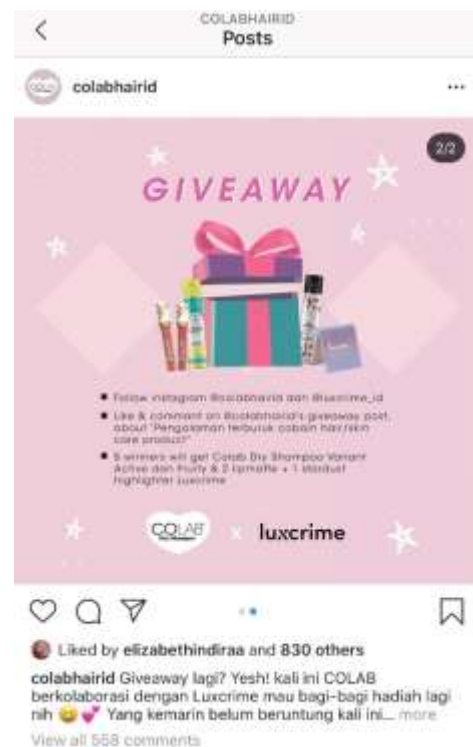 COLABHAIRID
Posts
colabhairid
2/2
GIVEAWAY
Follow instagram @colabhairid dan @luxcrime_id
Like & comment on @colabhairid's giveaway post,
about "Pengalaman terburuk cobain hair/skin
care product"
5 winners will get Colab Dry Shampoo Variant
Active dan Fruity & 2 lipmatte + 1 stardust
highlighter Luxcrime
COLAB
x
luxcrime
Liked by elizabethindiraa and 830 others
colabhairid Giveaway lagi? Yesh! kali ini COLAB
berkolaborasi dengan Luxcrime mau bagi-bagi hadiah lagi
nih 😄💕 Yang kemarin belum beruntung kali ini... more
View all 558 comments